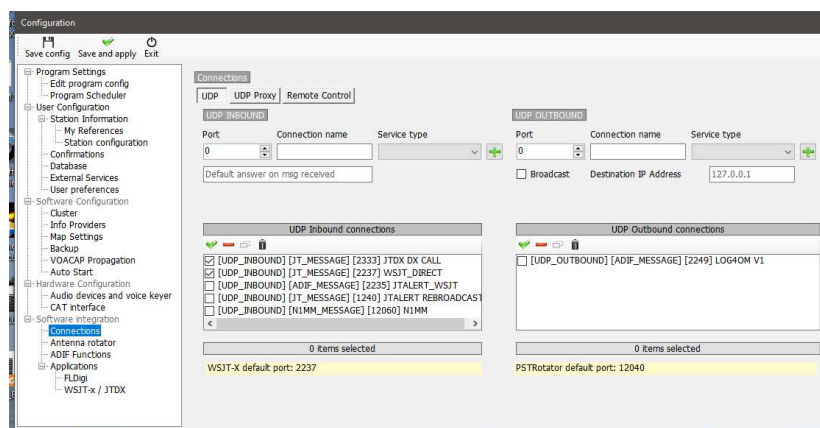 Configuration
Save config Save and apply Exit
Program Settings
Edit program config
Program Scheduler
User Configuration
Station Information
My References
Station configuration
Confirmations
Database
External Services
User preferences
Software Configuration
Cluster
Info Providers
Map Settings
Backup
VOACAP Propagation
Auto Start
Hardware Configuration
Audio devices and voice keyer
CAT interface
Software integration
Connections
Antenna rotator
ADIF Functions
Applications
FLDigi
WSJT-x / JTDX
Connections
UDP UDP Proxy Remote Control
UDP INBOUND
Port Connection name Service type
0
Default answer on msg received
UDP Inbound connections
[UDP_INBOUND] [JT_MESSAGE] [2333] JTDX DX CALL
[UDP_INBOUND] [JT_MESSAGE] [2237] WSJT_DIRECT
[UDP_INBOUND] [ADIF_MESSAGE] [2235] JTALERT_WSJT
[UDP_INBOUND] [JT_MESSAGE] [1240] JTALERT REBROADCAST
[UDP_INBOUND] [N1MM_MESSAGE] [12060] N1MM
0 items selected
WSJT-X default port: 2237
UDP OUTBOUND
Port Connection name Service type
0
Broadcast Destination IP Address 127.0.0.1
UDP Outbound connections
[UDP_OUTBOUND] [ADIF_MESSAGE] [2249] LOG4OM V1
0 items selected
PSTRotator default port: 12040